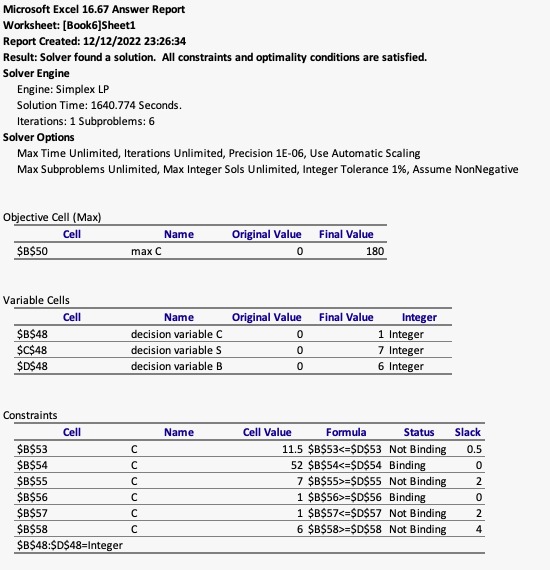 Microsoft Excel 16.67 Answer Report
Worksheet: [Book6]Sheet1
Report Created: 12/12/2022 23:26:34
Result: Solver found a solution. All constraints and optimality conditions are satisfied.
Solver Engine
Engine: Simplex LP
Solution Time: 1640.774 Seconds.
Iterations: 1 Subproblems: 6
Solver Options
Max Time Unlimited, Iterations Unlimited, Precision 1E-06, Use Automatic Scaling
Max Subproblems Unlimited, Max Integer Sols Unlimited, Integer Tolerance 1%, Assume NonNegative
Objective Cell (Max)
Cell Name Original Value Final Value
$B$50 max C 0 180
Variable Cells
Cell Name Original Value Final Value Integer
$B$48 decision variable C 0 1 Integer
$C$48 decision variable S 0 7 Integer
$D$48 decision variable B 0 6 Integer
Constraints
Cell Name Cell Value Formula Status Slack
$B$53 C 11.5 $B$53<=$D$53 Not Binding 0.5
$B$54 C 52 $B$54<=$D$54 Binding 0
$B$55 C 7 $B$55>=$D$55 Not Binding 2
$B$56 C 1 $B$56>=$D$56 Binding 0
$B$57 C 1 $B$57<=$D$57 Not Binding 2
$B$58 C 6 $B$58>=$D$58 Not Binding 4
$B$48:$D$48=Integer